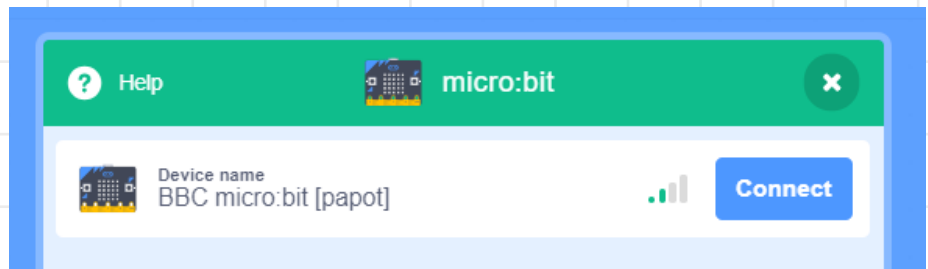 ? Help
micro:bit
Device name
BBC micro:bit [papot]
Connect